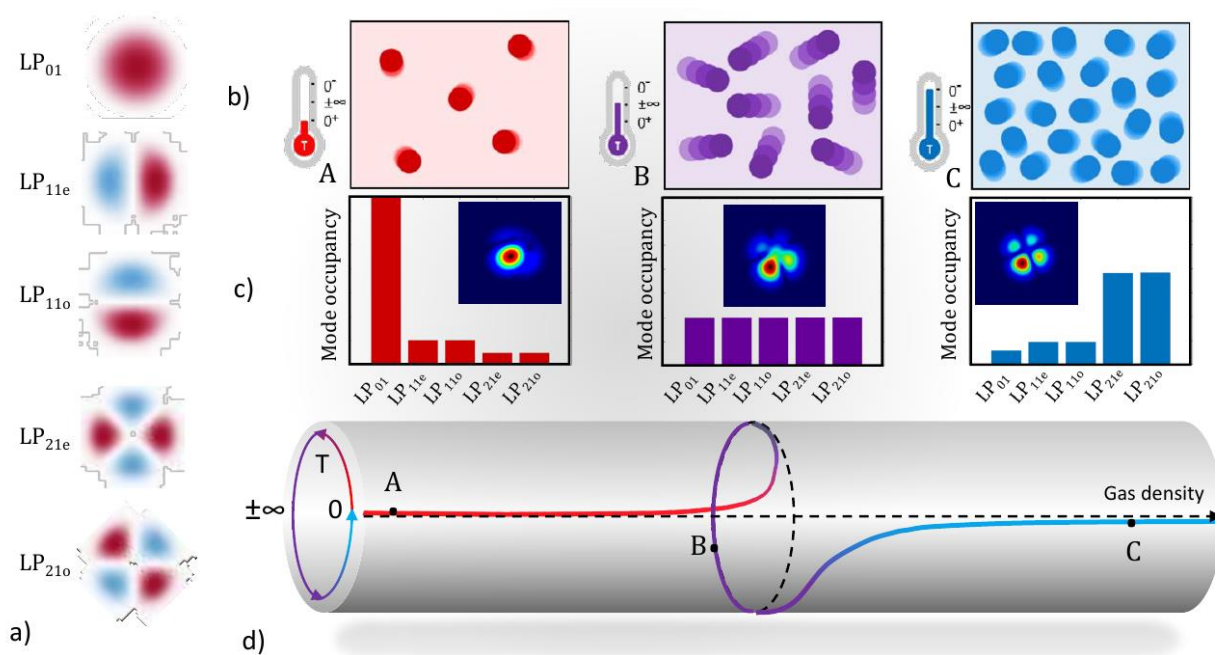 LP₀₁
LP₁₁ₑ
LP₁₁ₒ
LP₂₁ₑ
LP₂₁ₒ
a)
b)
0⁻
±∞
0⁺
T
A
0⁻
±∞
0⁺
T
B
0⁻
±∞
0⁺
T
C
c)
Mode occupancy
LP₀₁
LP₁₁ₑ
LP₁₁ₒ
LP₂₁ₑ
LP₂₁ₒ
Mode occupancy
LP₀₁
LP₁₁ₑ
LP₁₁ₒ
LP₂₁ₑ
LP₂₁ₒ
Mode occupancy
LP₀₁
LP₁₁ₑ
LP₁₁ₒ
LP₂₁ₑ
LP₂₁ₒ
T
±∞
0
A
B
C
Gas density
d)